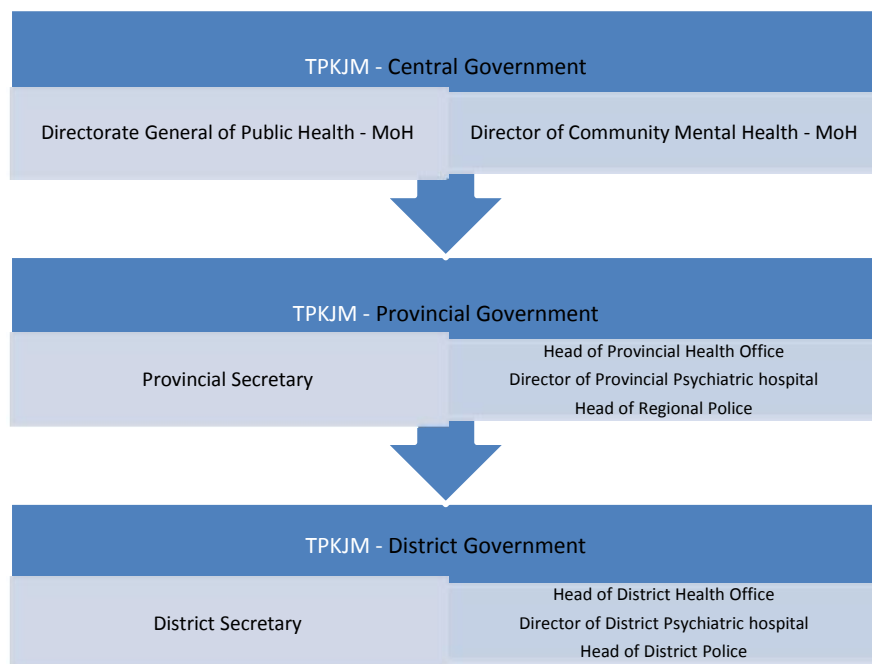 TPKJM - Central Government
Directorate General of Public Health - MoH
Director of Community Mental Health - MoH
TPKJM - Provincial Government
Provincial Secretary
Head of Provincial Health Office
Director of Provincial Psychiatric hospital
Head of Regional Police
TPKJM - District Government
District Secretary
Head of District Health Office
Director of District Psychiatric hospital
Head of District Police